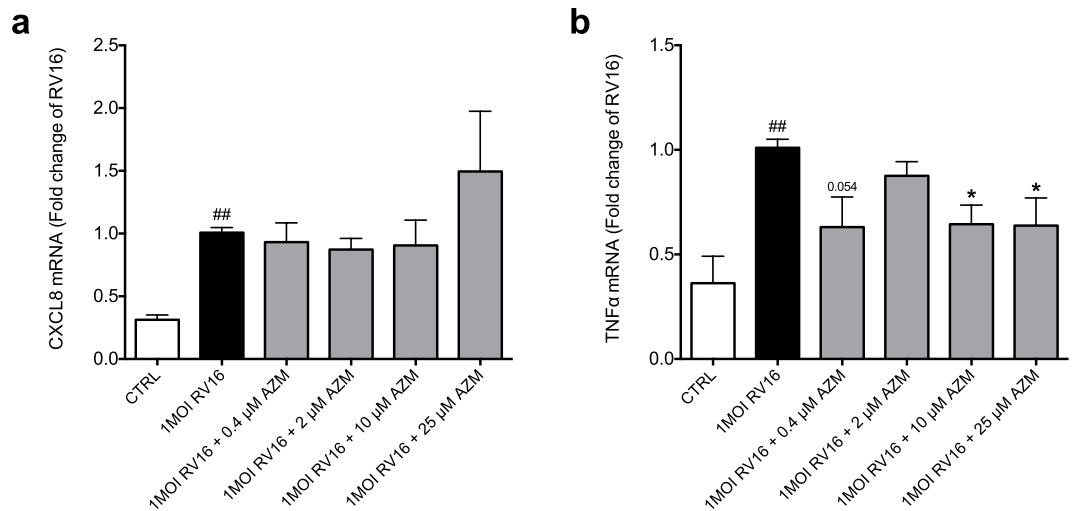 a
CXCL8 mRNA (Fold change of RV16)
2.5
2.0
1.5
1.0
0.5
0.0
##
CTRL
1MOI RV16
1MOI RV16 + 0.4 µM AZM
1MOI RV16 + 2 µM AZM
1MOI RV16 + 10 µM AZM
1MOI RV16 + 25 µM AZM
b
TNFα mRNA (Fold change of RV16)
1.5
1.0
0.5
0.0
##
0.054
*
*
CTRL
1MOI RV16
1MOI RV16 + 0.4 µM AZM
1MOI RV16 + 2 µM AZM
1MOI RV16 + 10 µM AZM
1MOI RV16 + 25 µM AZM